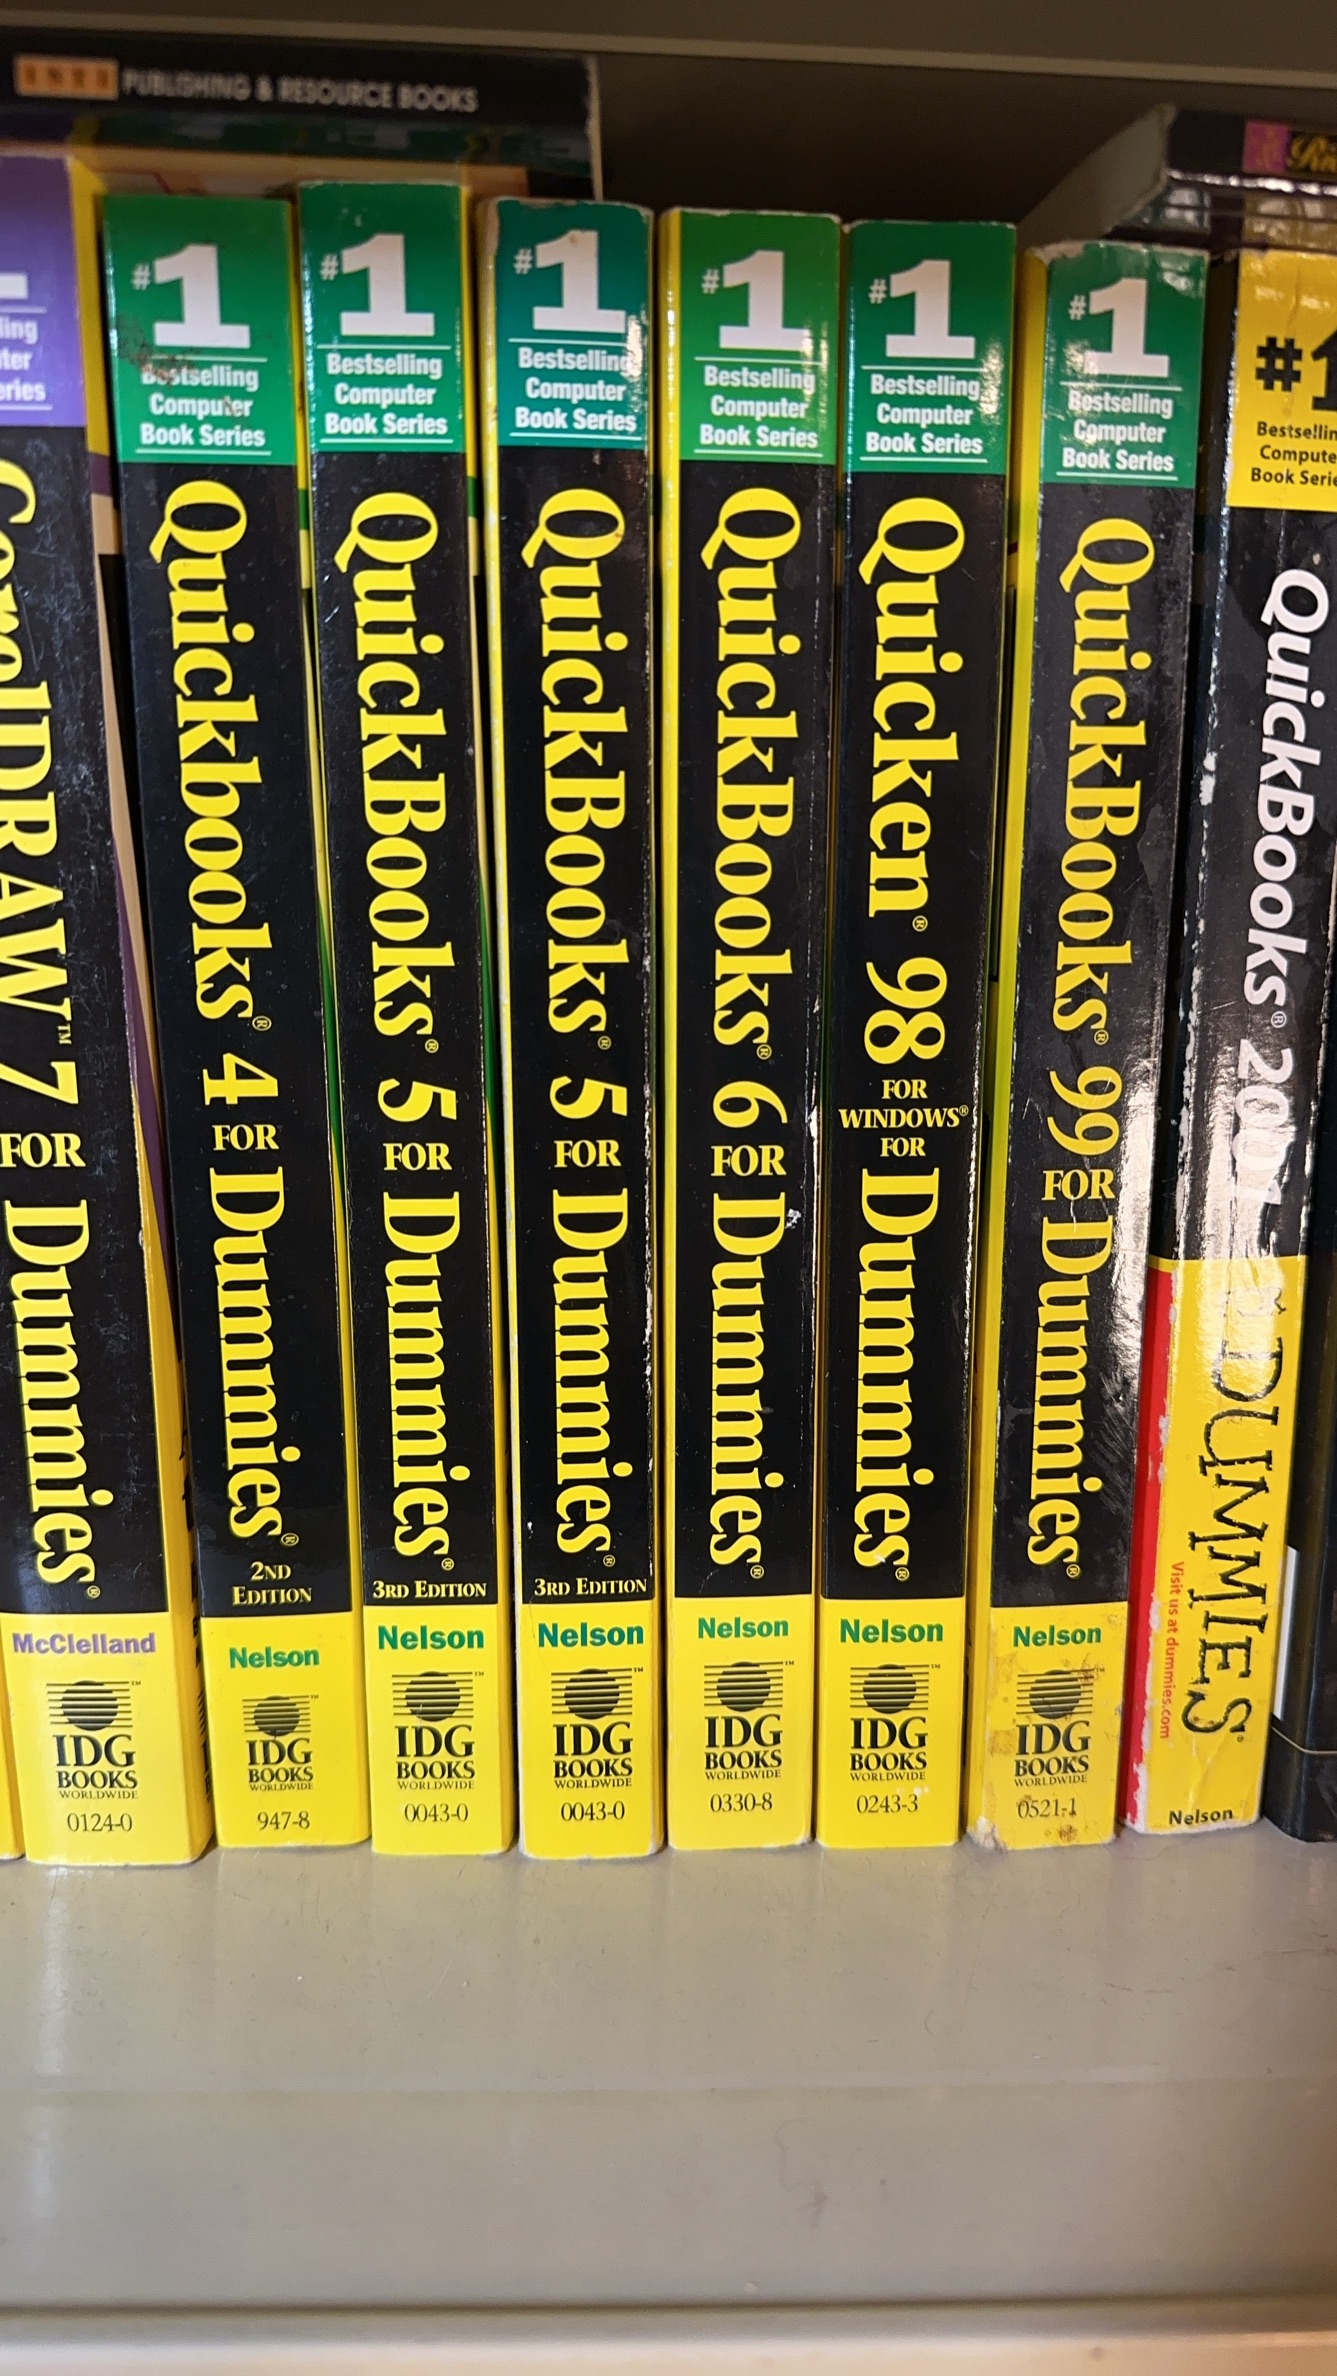 PUBLISHING & RESOURCE BOOKS
CorelDRAW™ 7
FOR
Dummies®
McClelland
IDG
BOOKS
WORLDWIDE
0124-0
#1
Bestselling
Computer
Book Series
Quickbooks® 4
FOR
Dummies®
2ND
EDITION
Nelson
IDG
BOOKS
WORLDWIDE
947-8
#1
Bestselling
Computer
Book Series
QuickBooks® 5
FOR
Dummies®
3RD EDITION
Nelson
IDG
BOOKS
WORLDWIDE
0043-0
#1
Bestselling
Computer
Book Series
QuickBooks® 5
FOR
Dummies®
3RD EDITION
Nelson
IDG
BOOKS
WORLDWIDE
0043-0
#1
Bestselling
Computer
Book Series
QuickBooks® 6
FOR
Dummies®
Nelson
IDG
BOOKS
WORLDWIDE
0330-8
#1
Bestselling
Computer
Book Series
Quicken® 98
FOR
WINDOWS®
FOR
Dummies®
Nelson
IDG
BOOKS
WORLDWIDE
0243-3
#1
Bestselling
Computer
Book Series
QuickBooks® 99
FOR
Dummies®
Nelson
IDG
BOOKS
WORLDWIDE
0521-1
#1
Bestsellin
Compute
Book Serie
QuickBooks® 2001
DUMMIES®
Visit us at dummies.com
Nelson